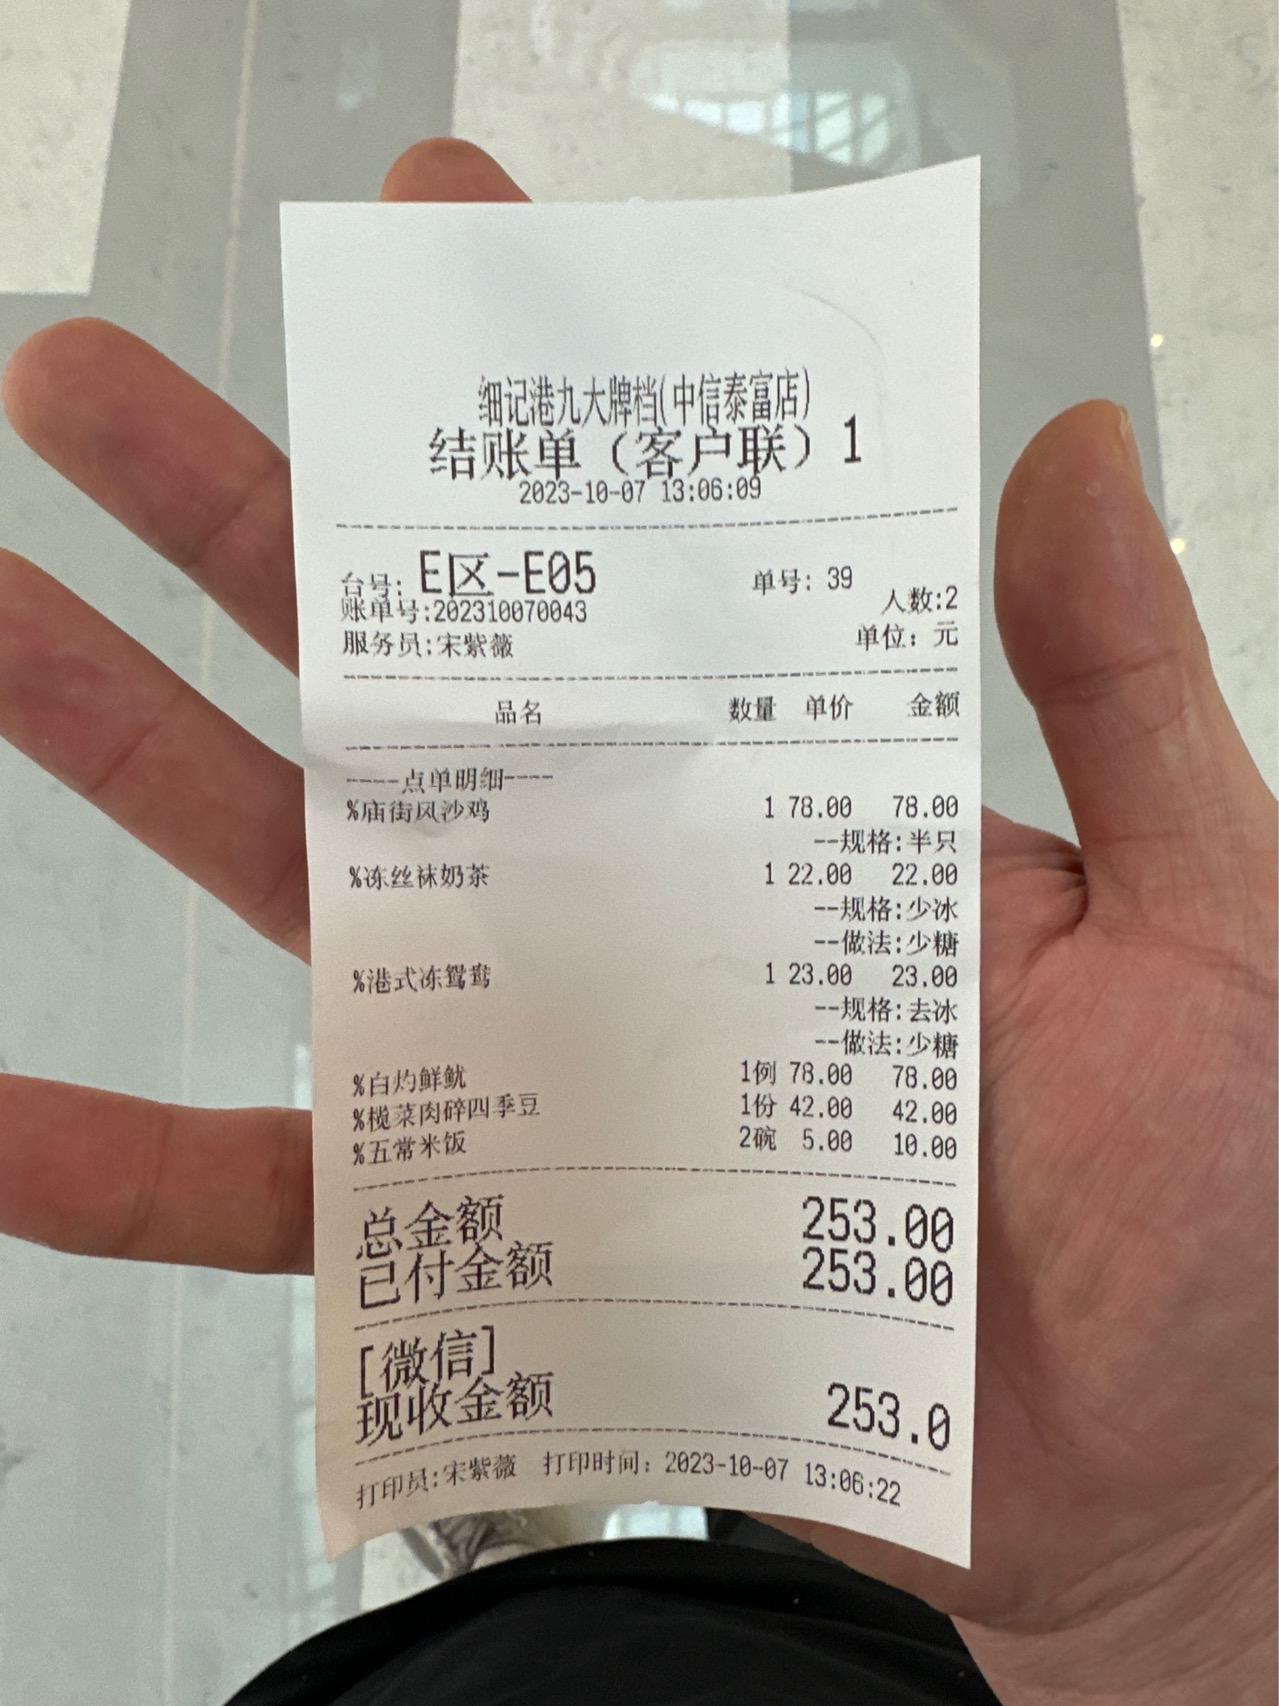 细记港九大牌档(中信泰富店)
结账单（客户联）1
2023-10-07 13:06:09
台号: E区-E05 单号: 39
账单号:202310070043 人数:2
服务员:宋紫薇 单位: 元
品名 数量 单价 金额
----点单明细----
%庙街风沙鸡 1 78.00 78.00
--规格:半只
%冻丝袜奶茶 1 22.00 22.00
--规格:少冰
--做法:少糖
%港式冻鸳鸯 1 23.00 23.00
--规格:去冰
--做法:少糖
%白灼鲜鱿 1例 78.00 78.00
%榄菜肉碎四季豆 1份 42.00 42.00
%五常米饭 2碗 5.00 10.00
总金额 253.00
已付金额 253.00
[微信]
现收金额 253.0
打印员:宋紫薇 打印时间: 2023-10-07 13:06:22